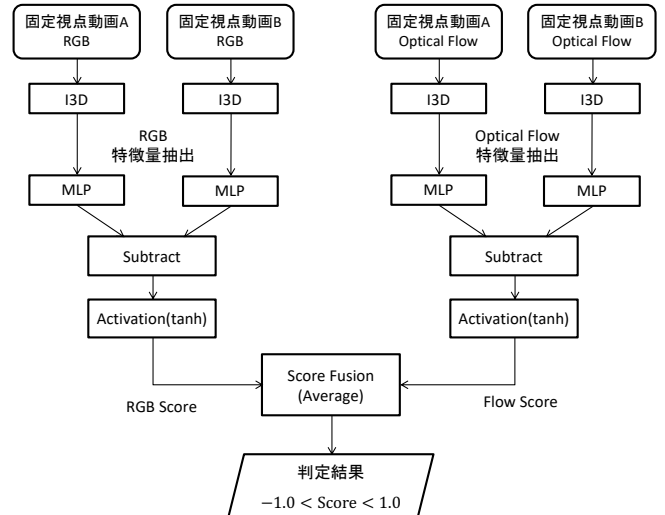 固定視点動画A
RGB
固定視点動画B
RGB
固定視点動画A
Optical Flow
固定視点動画B
Optical Flow
I3D
I3D
I3D
I3D
RGB
特徴量抽出
Optical Flow
特徴量抽出
MLP
MLP
MLP
MLP
Subtract
Subtract
Activation(tanh)
Activation(tanh)
Score Fusion
(Average)
RGB Score
Flow Score
判定結果
−1.0 < Score < 1.0